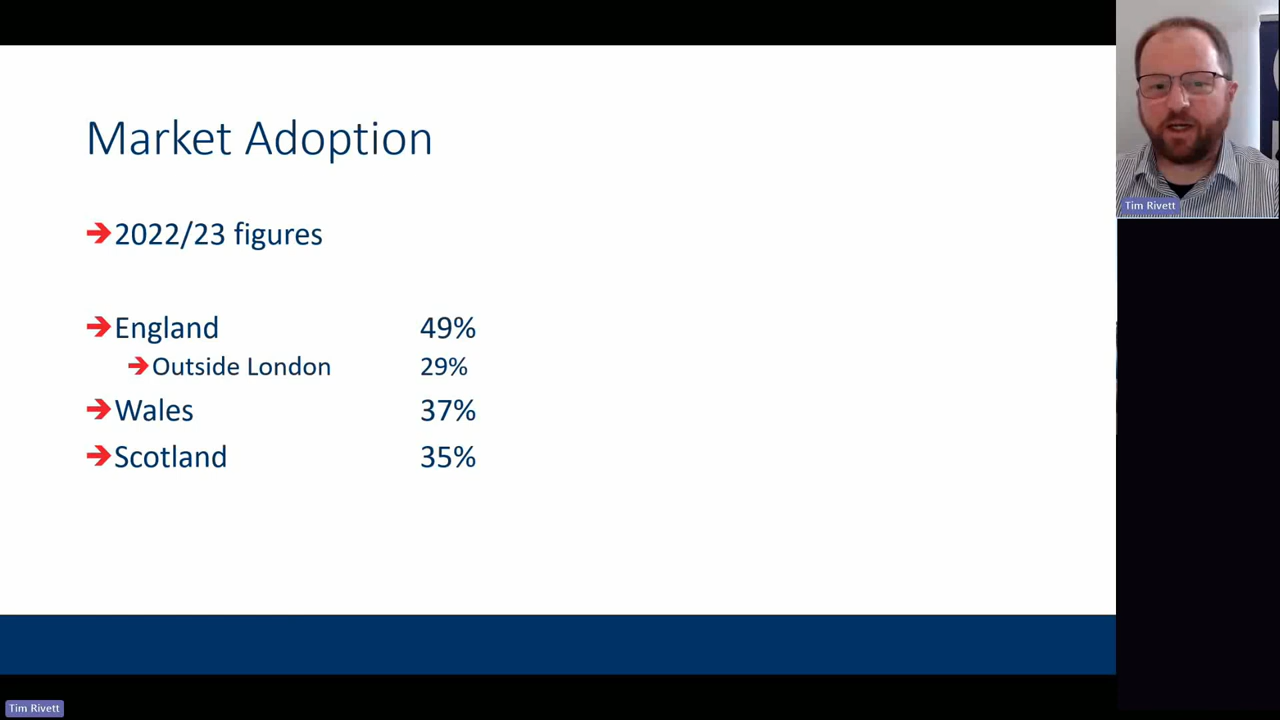 Market Adoption
➔2022/23 figures
➔England 49%
➔Outside London 29%
➔Wales 37%
➔Scotland 35%
Tim Rivett
Tim Rivett